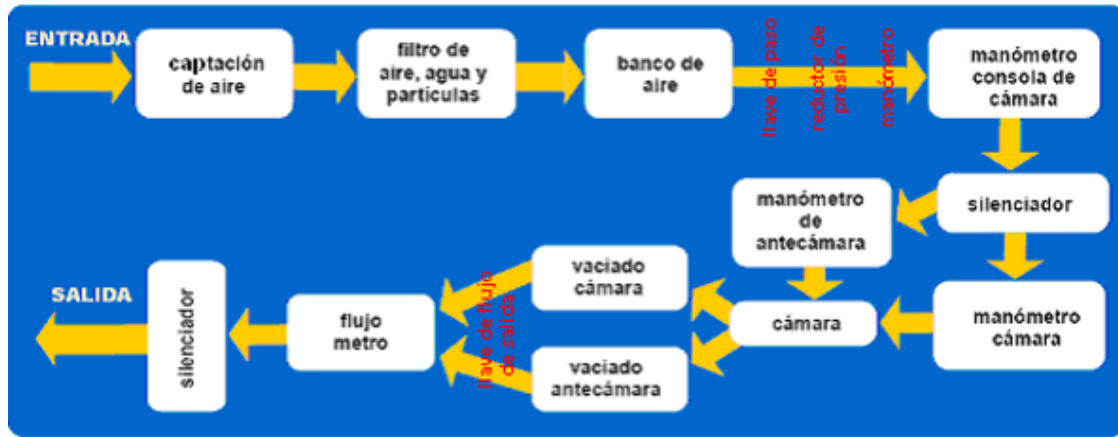 ENTRADA
captación
de aire
filtro de
aire, agua y
partículas
banco de
aire
llave de paso
reductor de
presión
manómetro
manómetro
consola de
cámara
silenciador
manómetro
de
antecámara
manómetro
cámara
cámara
vaciado
cámara
vaciado
antecámara
llave de flujo
de salida
flujo
metro
silenciador
SALIDA